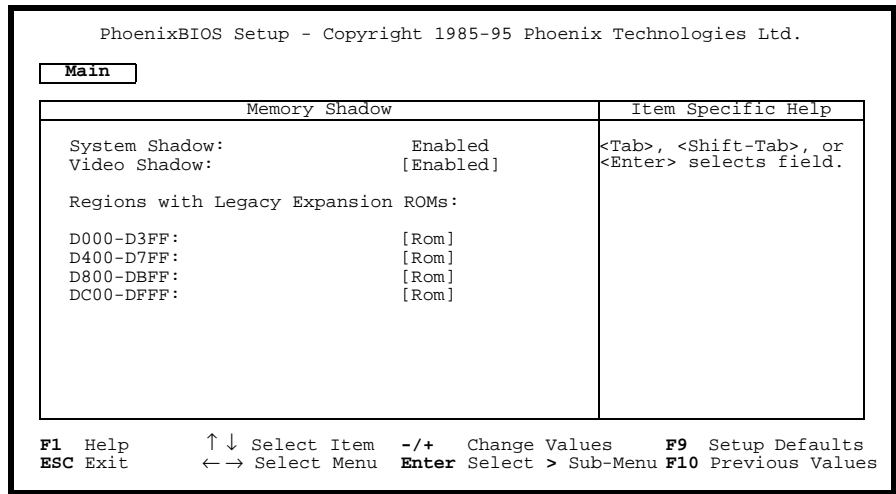 PhoenixBIOS Setup - Copyright 1985-95 Phoenix Technologies Ltd.
Main
Memory Shadow
Item Specific Help
System Shadow: Enabled
Video Shadow: [Enabled]
Regions with Legacy Expansion ROMs:
D000-D3FF: [Rom]
D400-D7FF: [Rom]
D800-DBFF: [Rom]
DC00-DFFF: [Rom]
<Tab>, <Shift-Tab>, or
<Enter> selects field.
F1 Help ↑↓ Select Item -/+ Change Values F9 Setup Defaults
ESC Exit ←→ Select Menu Enter Select > Sub-Menu F10 Previous Values